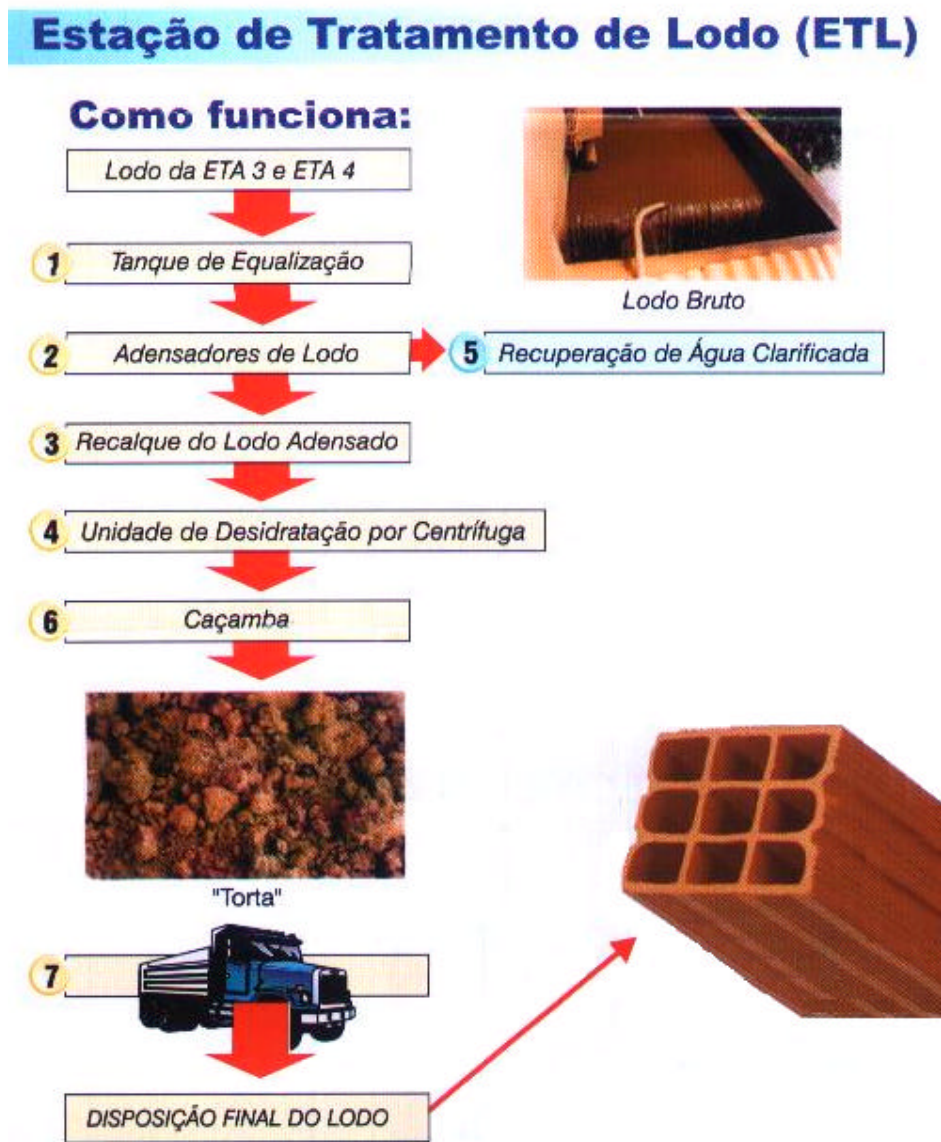 Estação de Tratamento de Lodo (ETL)
Como funciona:
Lodo da ETA 3 e ETA 4
1 Tanque de Equalização
Lodo Bruto
2 Adensadores de Lodo
5 Recuperação de Água Clarificada
3 Recalque do Lodo Adensado
4 Unidade de Desidratação por Centrífuga
6 Caçamba
"Torta"
7
DISPOSIÇÃO FINAL DO LODO